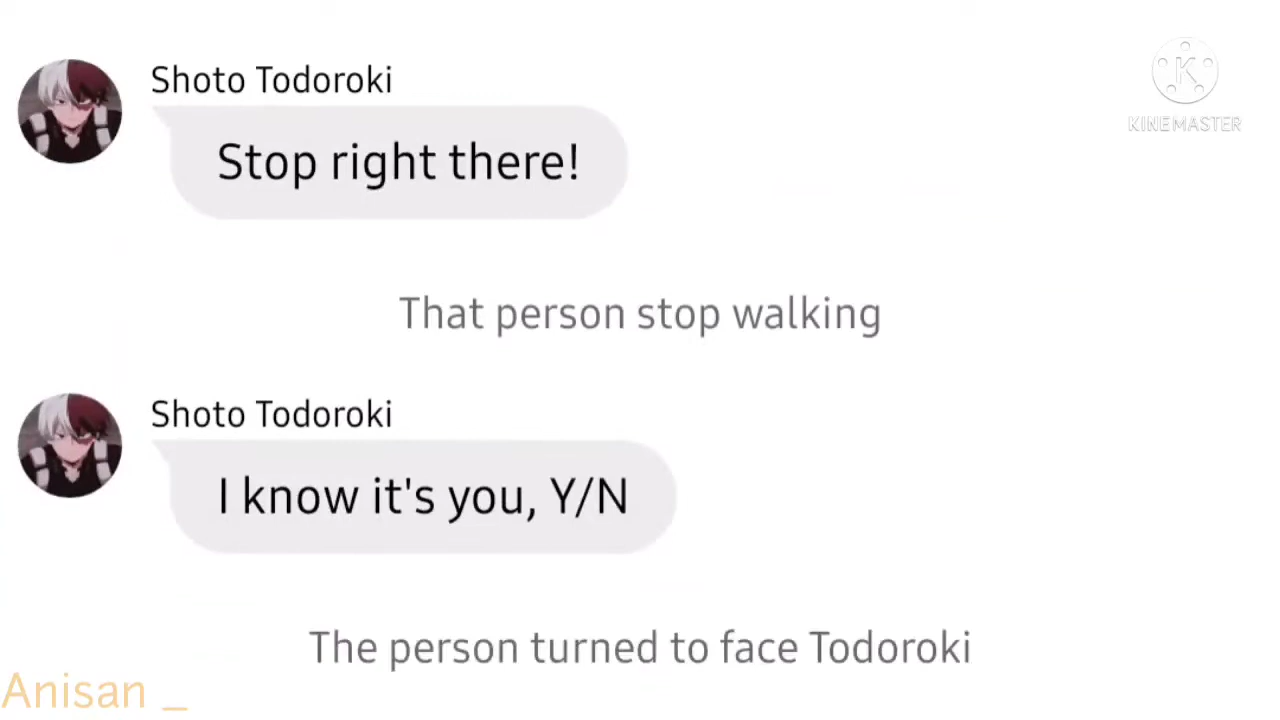 Shoto Todoroki
KINEMASTER
Stop right there!
That person stop walking
Shoto Todoroki
I know it's you, Y/N
The person turned to face Todoroki
Anisan _